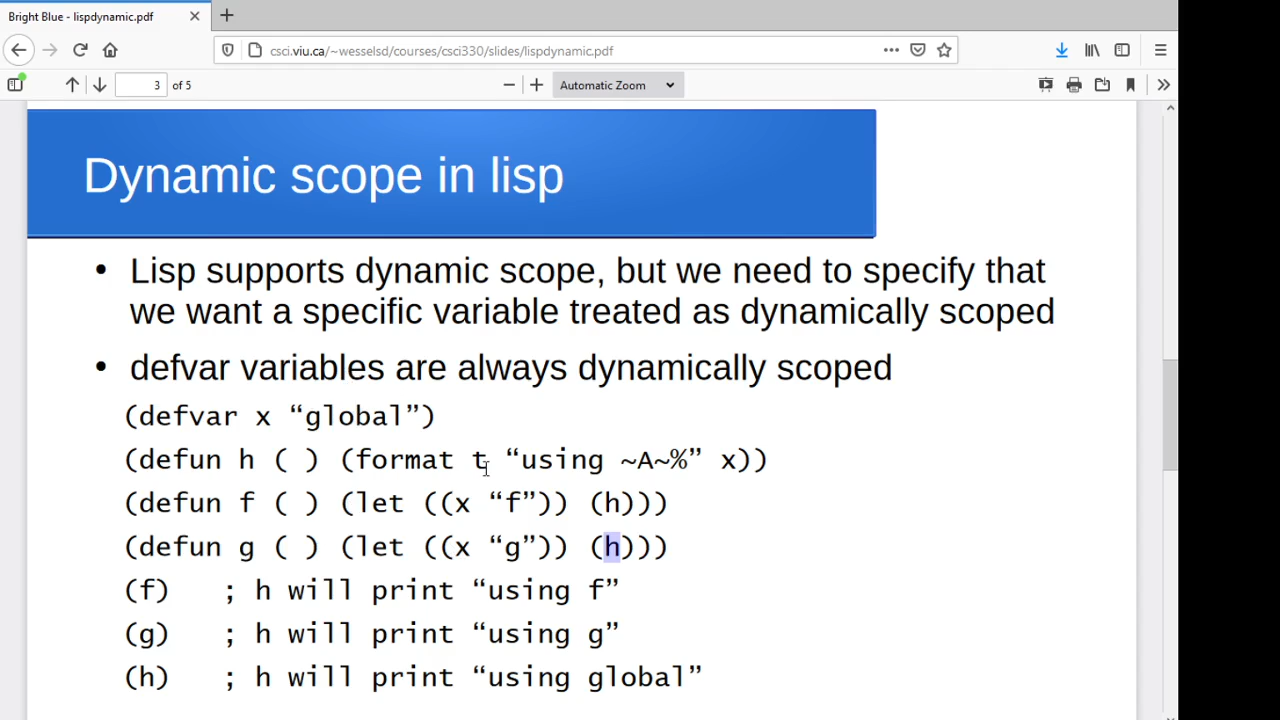 Bright Blue - lispdynamic.pdf
csci.viu.ca/~wesselsd/courses/csci330/slides/lispdynamic.pdf
3 of 5
Automatic Zoom
Dynamic scope in lisp
• Lisp supports dynamic scope, but we need to specify that
we want a specific variable treated as dynamically scoped
• defvar variables are always dynamically scoped
(defvar x “global”)
(defun h ( ) (format t “using ~A~%” x))
(defun f ( ) (let ((x “f”)) (h)))
(defun g ( ) (let ((x “g”)) (h)))
(f) ; h will print “using f”
(g) ; h will print “using g”
(h) ; h will print “using global”